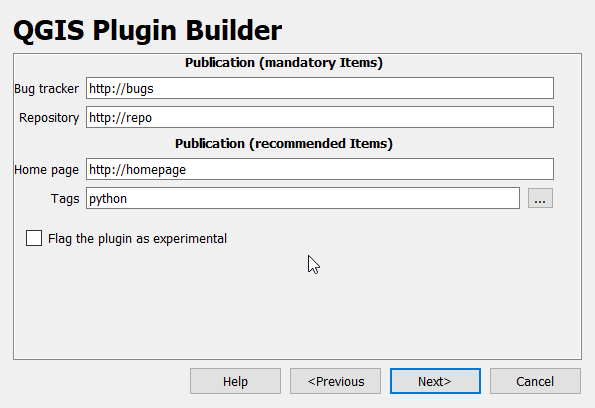 QGIS Plugin Builder
Publication (mandatory Items)
Bug tracker http://bugs
Repository http://repo
Publication (recommended Items)
Home page http://homepage
Tags python ...
Flag the plugin as experimental
Help <Previous Next> Cancel